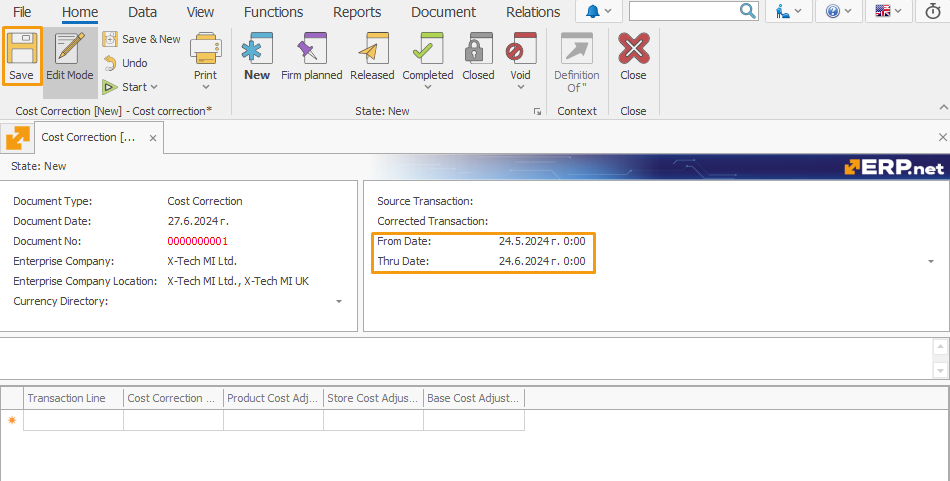 File Home Data View Functions Reports Document Relations
Save Edit Mode Save & New Undo Start Print New Firm planned Released Completed Closed Void Definition Of " Close
Cost Correction [New] - Cost correction* State: New Context Close
Cost Correction [...
State: New
ERP.net
Document Type: Cost Correction
Document Date: 27.6.2024 г.
Document No: 0000000001
Enterprise Company: X-Tech MI Ltd.
Enterprise Company Location: X-Tech MI Ltd., X-Tech MI UK
Currency Directory:
Source Transaction:
Corrected Transaction:
From Date: 24.5.2024 г. 0:00
Thru Date: 24.6.2024 г. 0:00
Transaction Line Cost Correction ... Product Cost Adj... Store Cost Adjus... Base Cost Adjust...